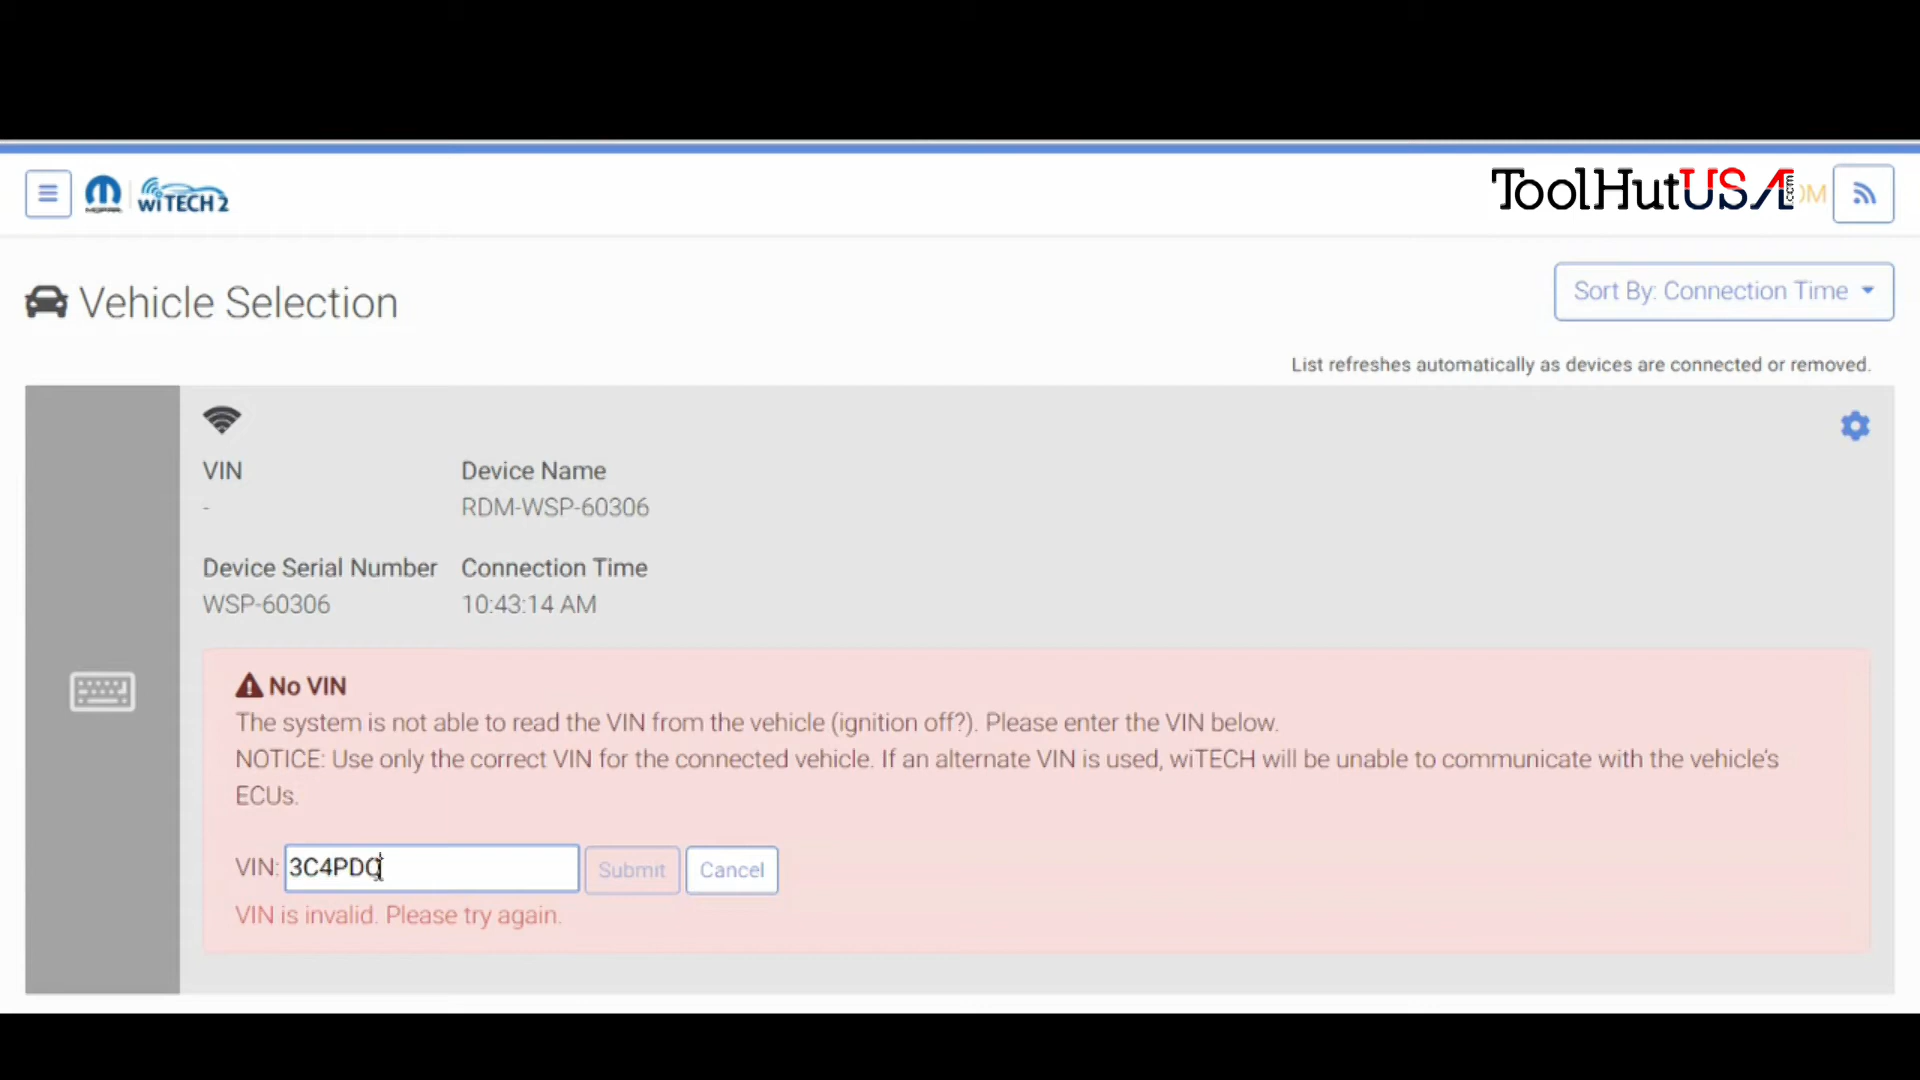 MOPAR
wiTECH 2
ToolHutUSA.com
Vehicle Selection
Sort By: Connection Time
List refreshes automatically as devices are connected or removed.
VIN
Device Name
-
RDM-WSP-60306
Device Serial Number
Connection Time
WSP-60306
10:43:14 AM
No VIN
The system is not able to read the VIN from the vehicle (ignition off?). Please enter the VIN below.
NOTICE: Use only the correct VIN for the connected vehicle. If an alternate VIN is used, wiTECH will be unable to communicate with the vehicle's
ECUs.
VIN: 3C4PDC
Submit
Cancel
VIN is invalid. Please try again.